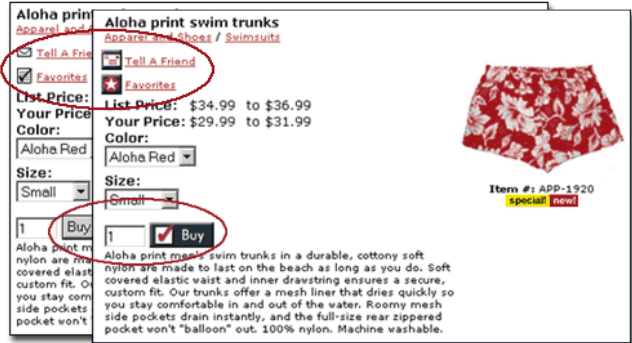 Aloha print
Apparel and
Tell A Frie
Favorites
List Price:
Your Price
Color:
Aloha Red
Size:
Small
1 Buy
Aloha print m
nylon are mad
covered elast
custom fit. Ou
you stay com
side pockets
pocket won't "
Aloha print swim trunks
Apparel and Shoes / Swimsuits
Tell A Friend
Favorites
List Price: $34.99 to $36.99
Your Price: $29.99 to $31.99
Color:
Aloha Red
Size:
Small
1 Buy
Aloha print men's swim trunks in a durable, cottony soft
nylon are made to last on the beach as long as you do. Soft
covered elastic waist and inner drawstring ensures a secure,
custom fit. Our trunks offer a mesh liner that dries quickly so
you stay comfortable in and out of the water. Roomy mesh
side pockets drain instantly, and the full-size rear zippered
pocket won't "balloon" out. 100% nylon. Machine washable.
Item #: APP-1920
special! new!